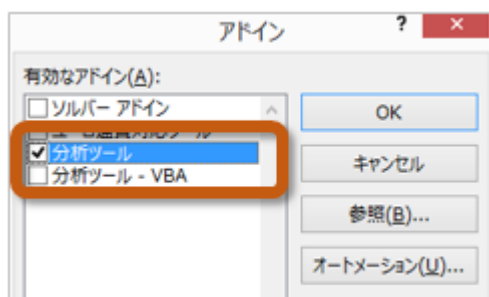 アドイン
?
×
有効なアドイン(A):
ソルバー アドイン
分析ツール
分析ツール - VBA
OK
キャンセル
参照(B)...
オートメーション(U)...